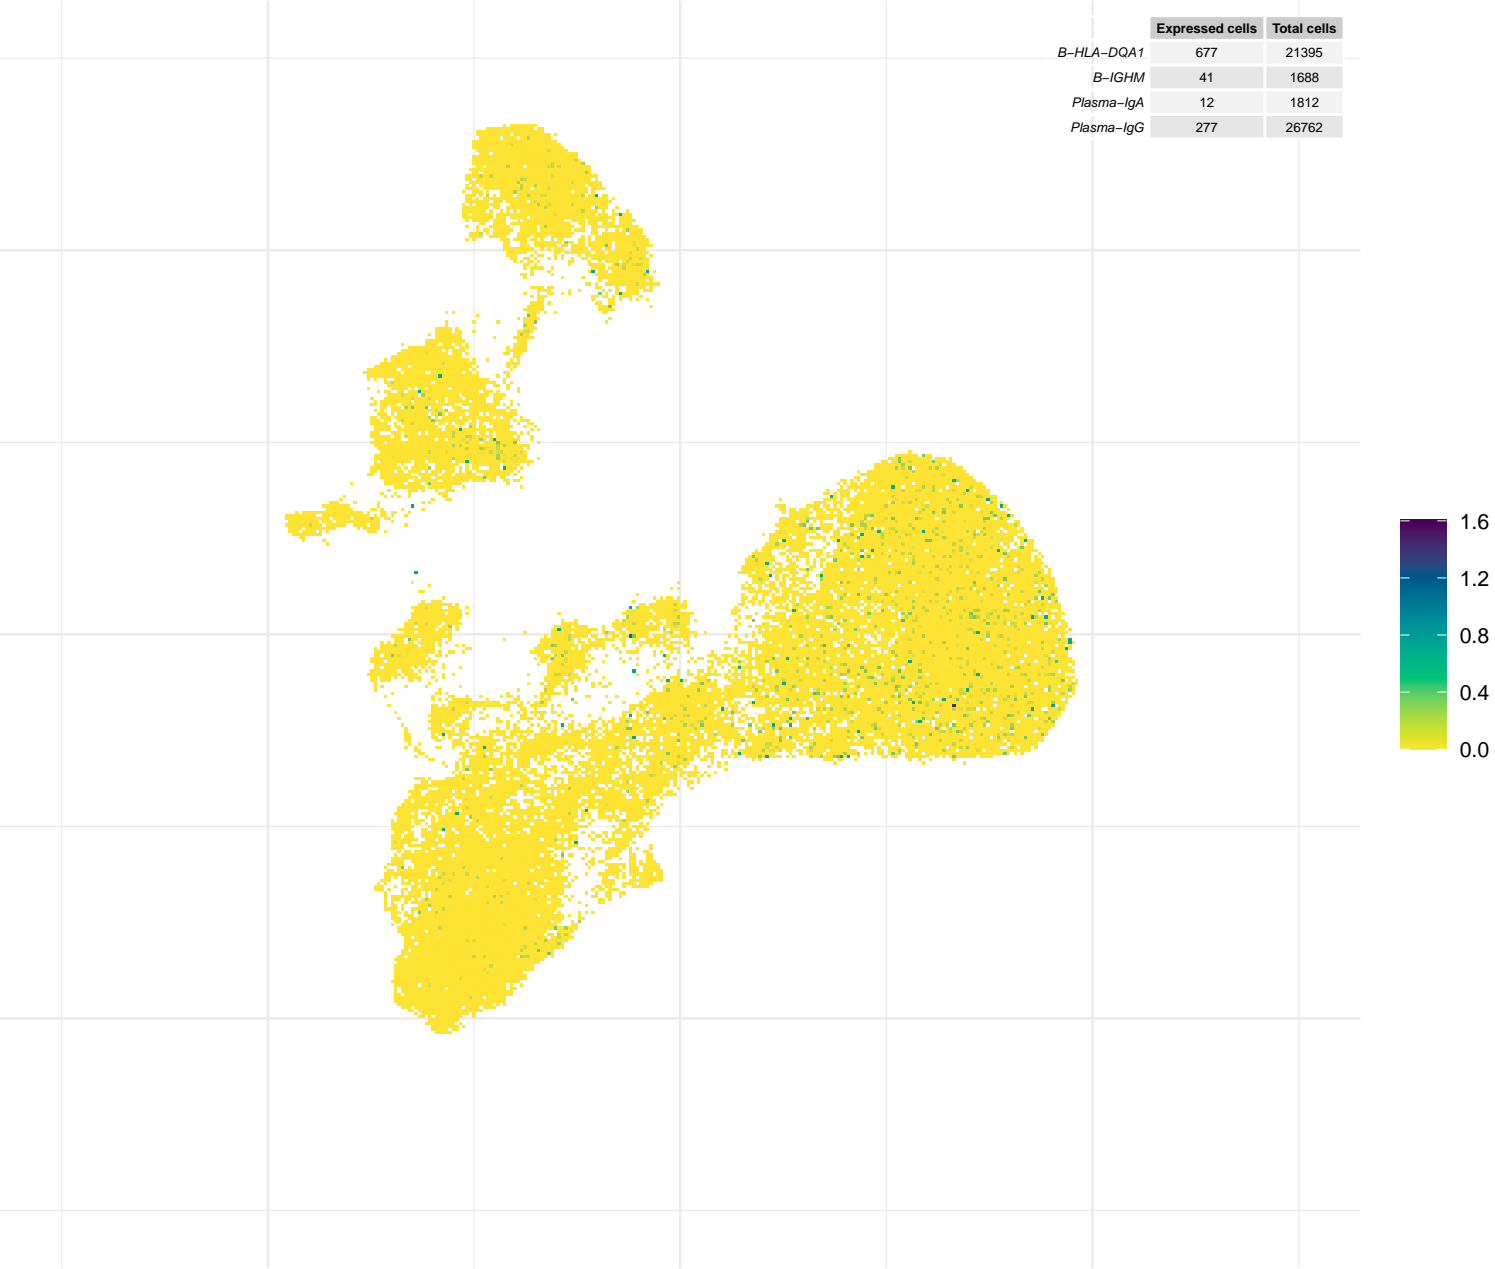 Expressed cells Total cells
B−HLA−DQA1 677 21395
B−IGHM 41 1688
Plasma−IgA 12 1812
Plasma−IgG 277 26762
1.6
1.2
0.8
0.4
0.0